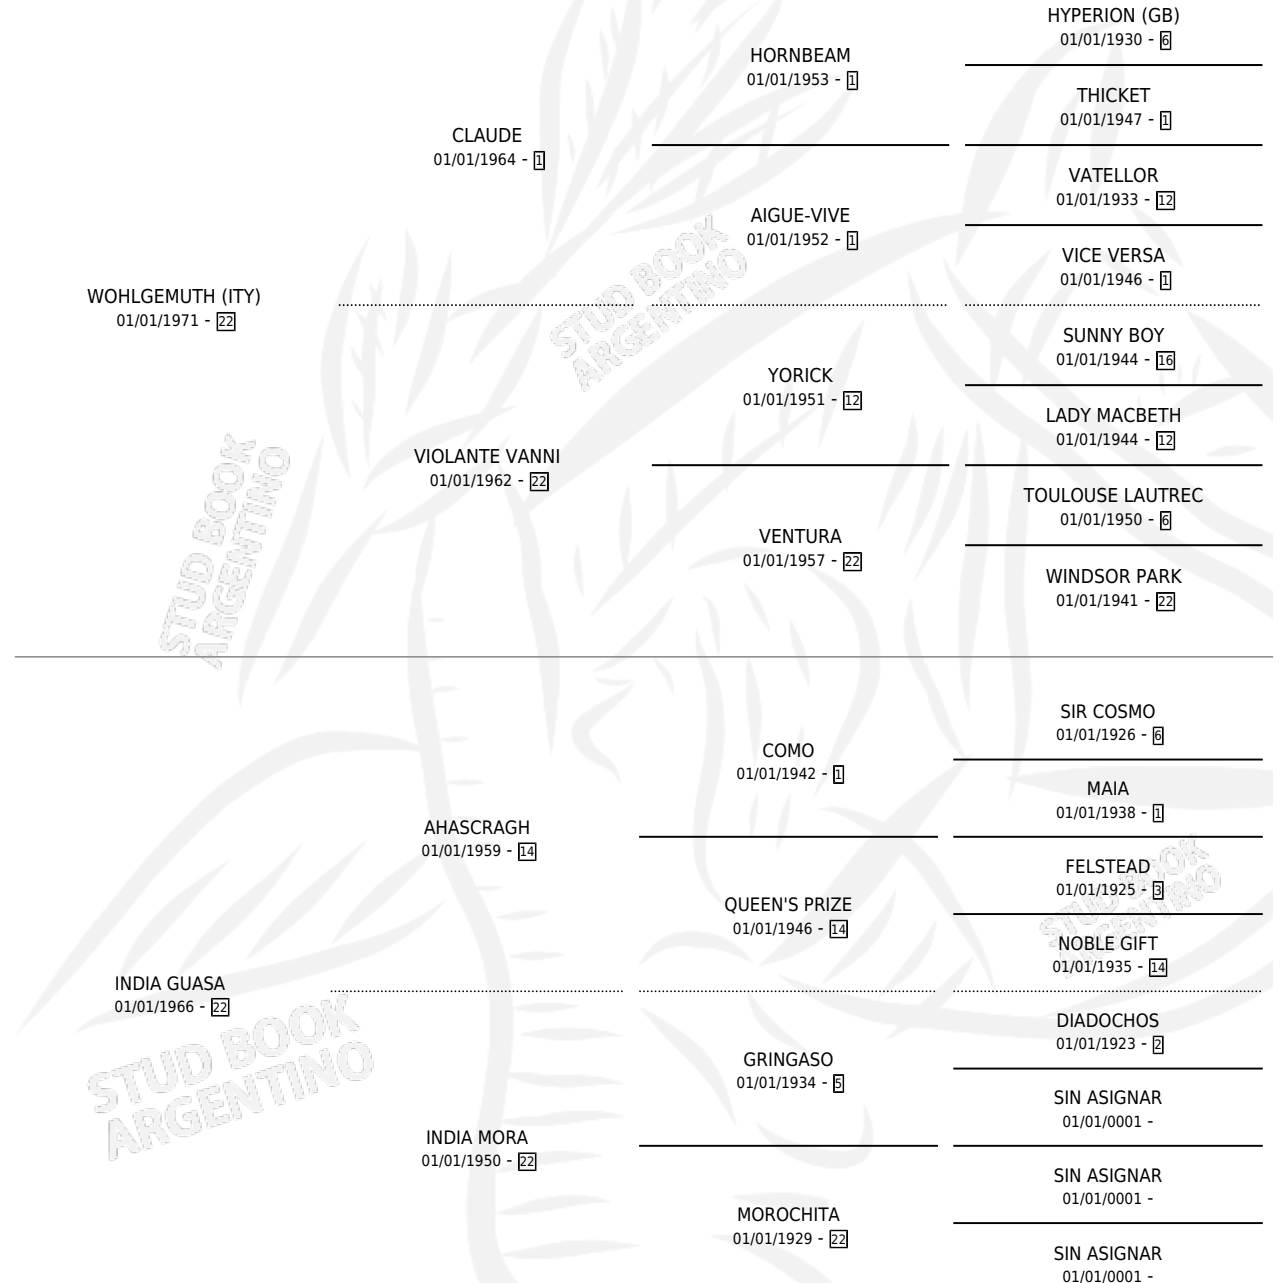 HYPERION (GB)
01/01/1930 - 6
HORNBEAM
01/01/1953 - 1
THICKET
01/01/1947 - 1
CLAUDE
01/01/1964 - 1
VATELLOR
01/01/1933 - 12
AIGUE-VIVE
01/01/1952 - 1
VICE VERSA
01/01/1946 - 1
WOHLGEMUTH (ITY)
01/01/1971 - 22
SUNNY BOY
01/01/1944 - 16
YORICK
01/01/1951 - 12
LADY MACBETH
01/01/1944 - 12
VIOLANTE VANNI
01/01/1962 - 22
TOULOUSE LAUTREC
01/01/1950 - 6
VENTURA
01/01/1957 - 22
WINDSOR PARK
01/01/1941 - 22
STUD BOOK
ARGENTINO
STUD BOOK
ARGENTINO
SIR COSMO
01/01/1926 - 6
COMO
01/01/1942 - 1
MAIA
01/01/1938 - 1
AHASCRAGH
01/01/1959 - 14
FELSTEAD
01/01/1925 - 3
QUEEN'S PRIZE
01/01/1946 - 14
NOBLE GIFT
01/01/1935 - 14
INDIA GUASA
01/01/1966 - 22
DIADOCHOS
01/01/1923 - 2
GRINGASO
01/01/1934 - 5
SIN ASIGNAR
01/01/0001 -
INDIA MORA
01/01/1950 - 22
SIN ASIGNAR
01/01/0001 -
MOROCHITA
01/01/1929 - 22
SIN ASIGNAR
01/01/0001 -
STUD BOOK
ARGENTINO
STUD BOOK
ARGENTINO